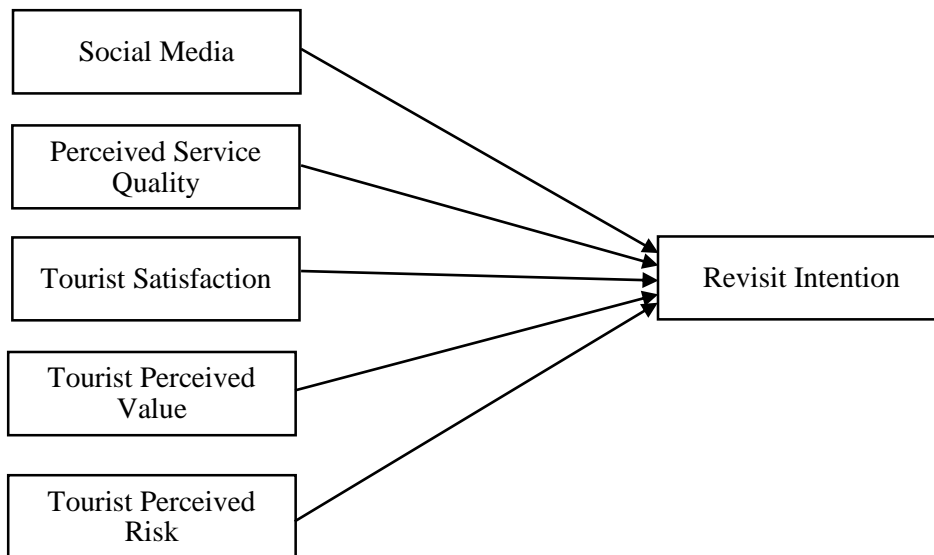 Social Media
Perceived Service
Quality
Tourist Satisfaction
Revisit Intention
Tourist Perceived
Value
Tourist Perceived
Risk